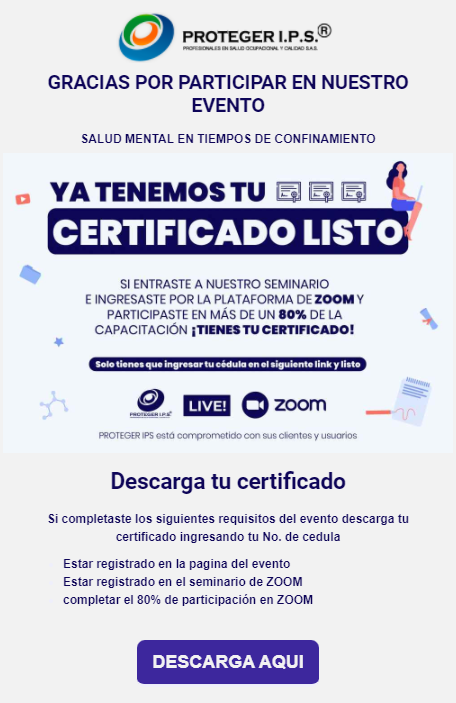 PROTEGER I.P.S.®
PROFESIONALES EN SALUD OCUPACIONAL Y CALIDAD S.A.S.
GRACIAS POR PARTICIPAR EN NUESTRO
EVENTO
SALUD MENTAL EN TIEMPOS DE CONFINAMIENTO
YA TENEMOS TU
CERTIFICADO LISTO
SI ENTRASTE A NUESTRO SEMINARIO
E INGRESASTE POR LA PLATAFORMA DE ZOOM Y
PARTICIPASTE EN MÁS DE UN 80% DE LA
CAPACITACIÓN ¡TIENES TU CERTIFICADO!
Solo tienes que ingresar tu cédula en el siguiente link y listo
PROTEGER I.P.S.®
LIVE!
zoom
PROTEGER IPS está comprometido con sus clientes y usuarios
Descarga tu certificado
Si completaste los siguientes requisitos del evento descarga tu
certificado ingresando tu No. de cedula
Estar registrado en la pagina del evento
Estar registrado en el seminario de ZOOM
completar el 80% de participación en ZOOM
DESCARGA AQUI